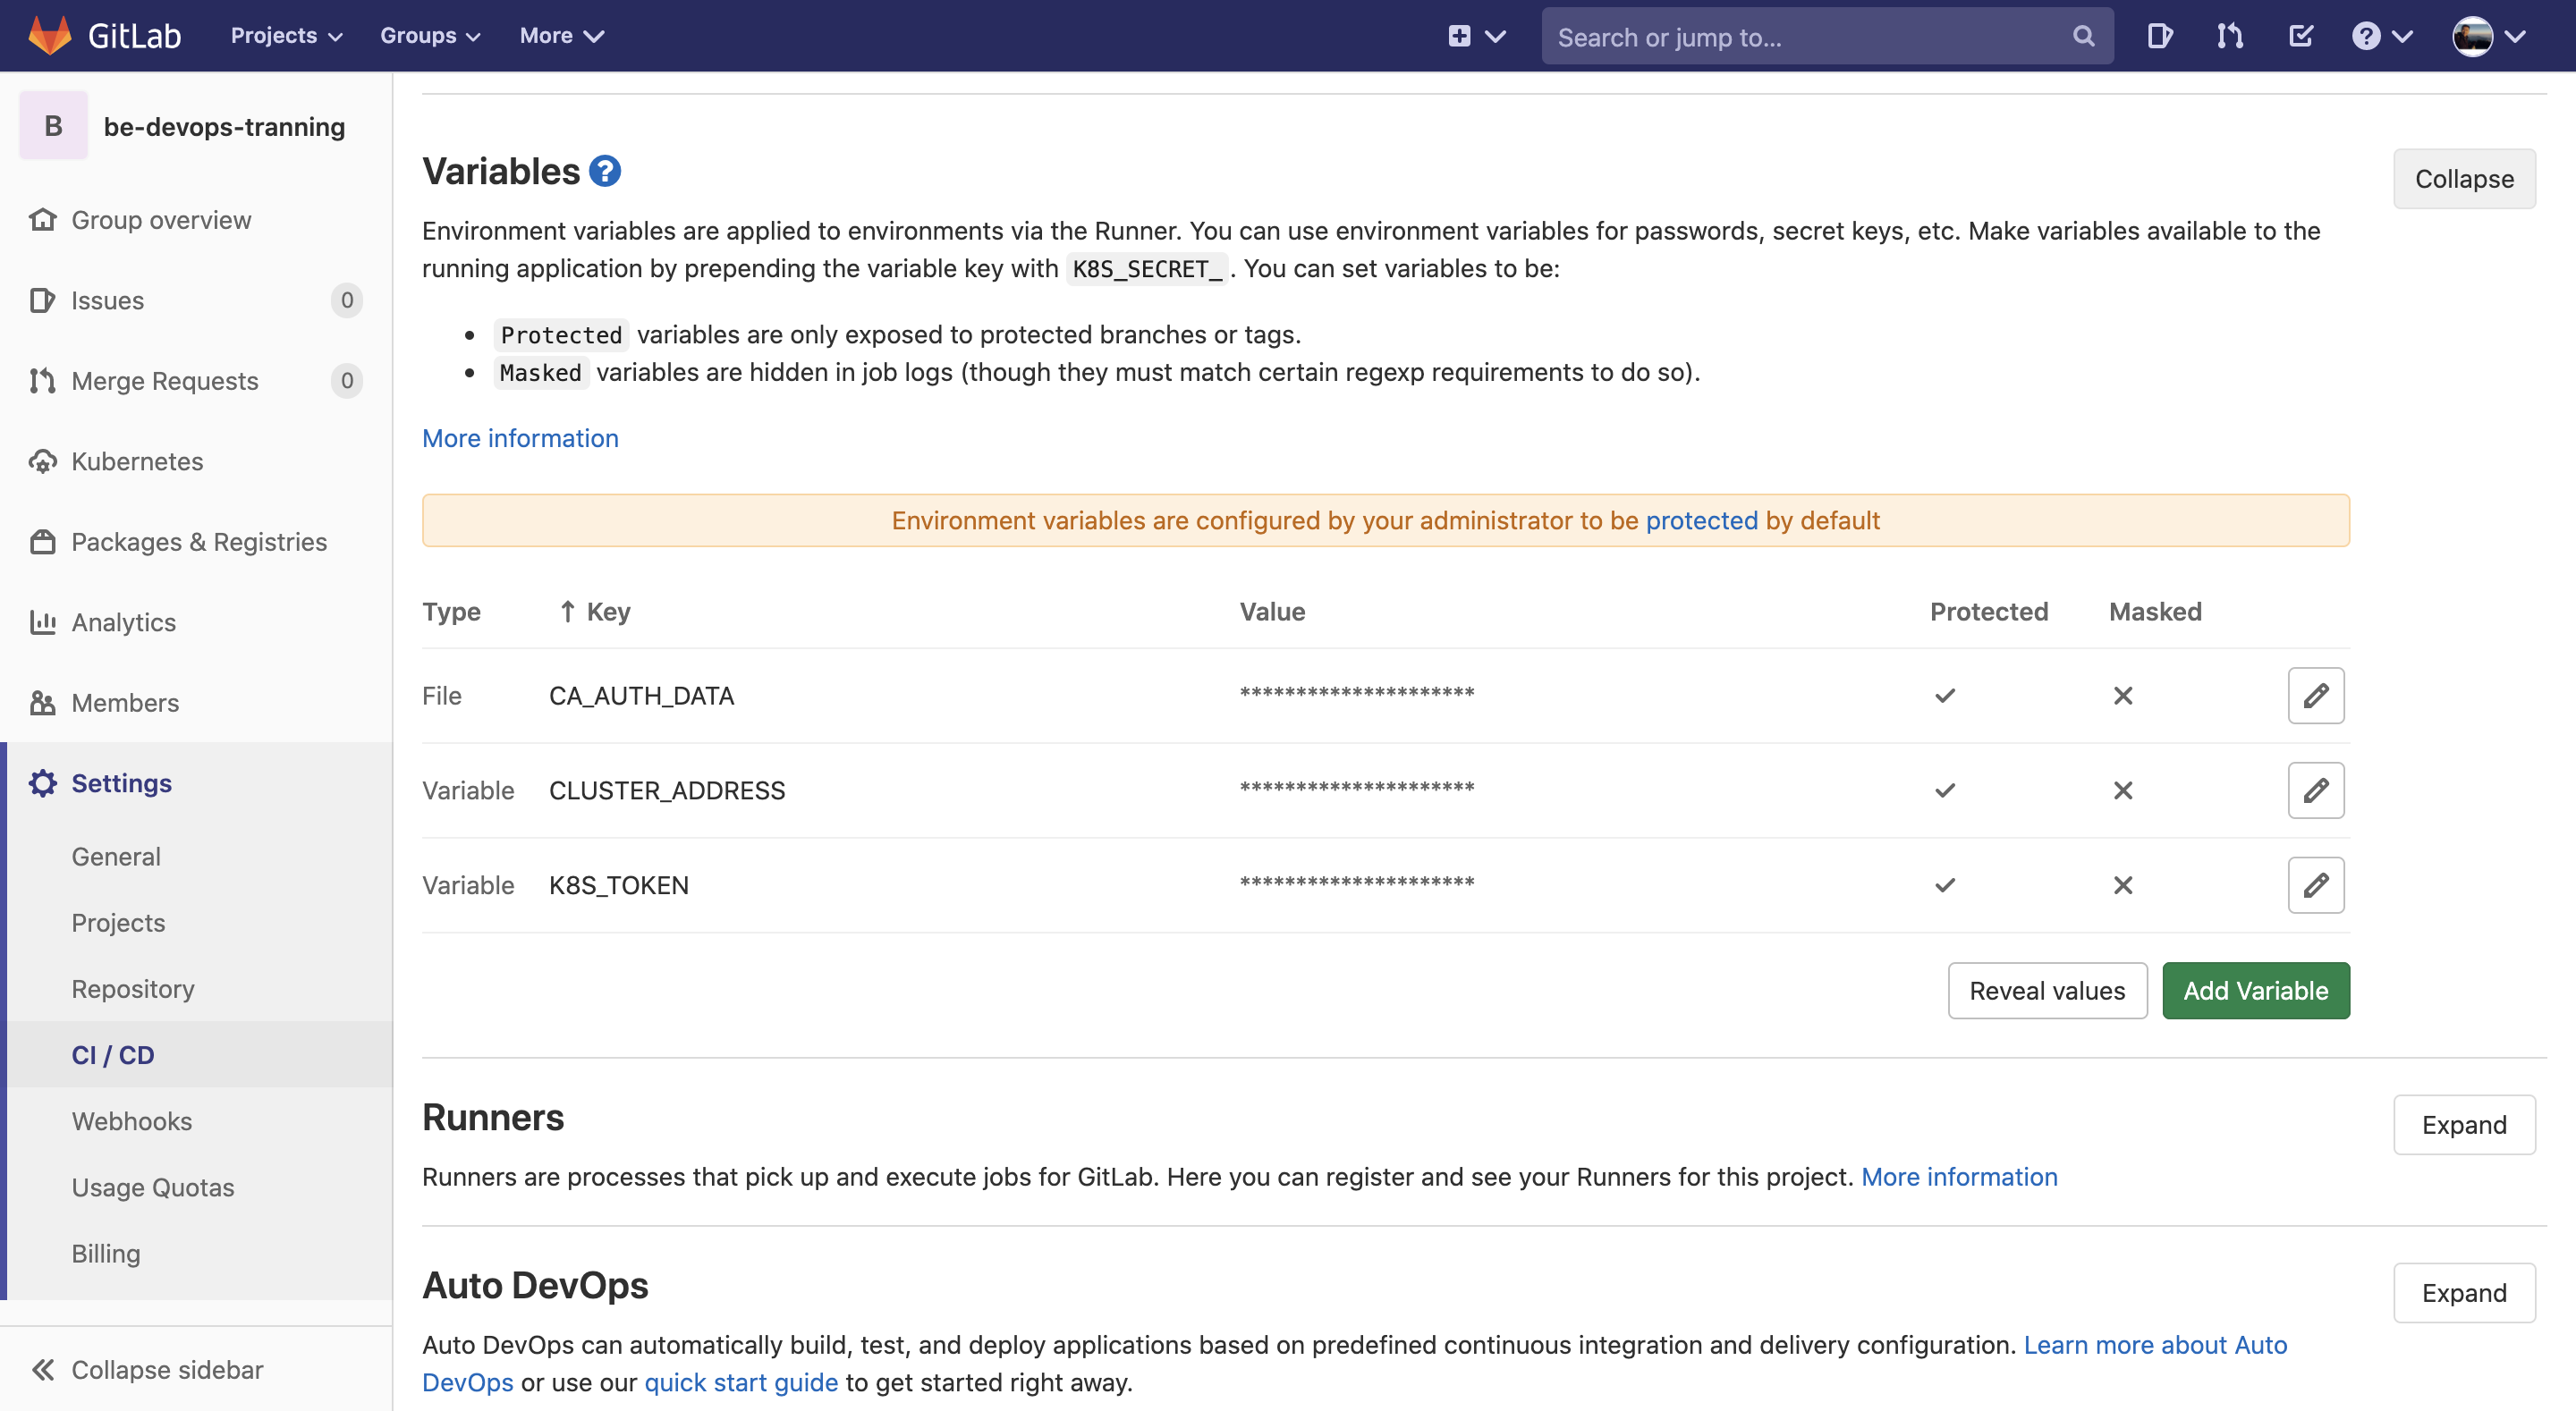 GitLab
Projects
Groups
More
Search or jump to...
B
be-devops-tranning
Group overview
Issues
0
Merge Requests
0
Kubernetes
Packages & Registries
Analytics
Members
Settings
General
Projects
Repository
CI / CD
Webhooks
Usage Quotas
Billing
Collapse sidebar
Variables
Collapse
Environment variables are applied to environments via the Runner. You can use environment variables for passwords, secret keys, etc. Make variables available to the
running application by prepending the variable key with K8S_SECRET_. You can set variables to be:
Protected variables are only exposed to protected branches or tags.
Masked variables are hidden in job logs (though they must match certain regexp requirements to do so).
More information
Environment variables are configured by your administrator to be protected by default
Type ↑ Key Value Protected Masked
File CA_AUTH_DATA *********************
Variable CLUSTER_ADDRESS *********************
Variable K8S_TOKEN *********************
Reveal values
Add Variable
Runners
Expand
Runners are processes that pick up and execute jobs for GitLab. Here you can register and see your Runners for this project. More information
Auto DevOps
Expand
Auto DevOps can automatically build, test, and deploy applications based on predefined continuous integration and delivery configuration. Learn more about Auto
DevOps or use our quick start guide to get started right away.